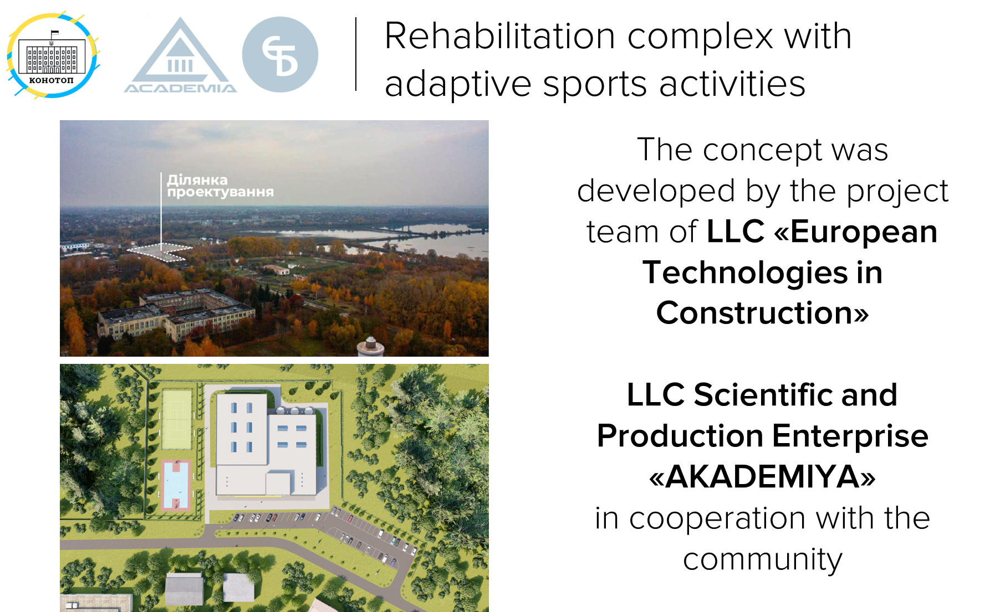 КОНОТОП
ACADEMIA
ЄТБ
Rehabilitation complex with
adaptive sports activities
Ділянка
проектування
The concept was
developed by the project
team of LLC «European
Technologies in
Construction»
LLC Scientific and
Production Enterprise
«AKADEMIYA»
in cooperation with the
community